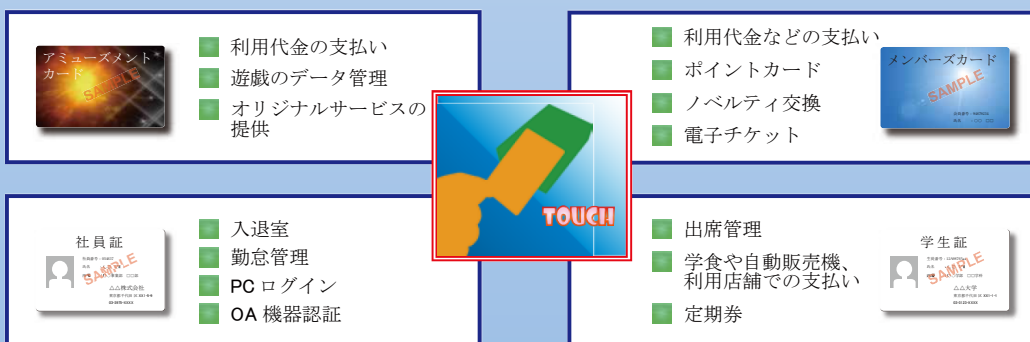 アミューズメント
カード
SAMPLE
利用代金の支払い
遊戯のデータ管理
オリジナルサービスの
提供
利用代金などの支払い
ポイントカード
ノベルティ交換
電子チケット
メンバーズカード
SAMPLE
TOUCH
社員証
SAMPLE
△△株式会社
入退室
勤怠管理
PCログイン
OA機器認証
出席管理
学食や自動販売機、
利用店舗での支払い
定期券
学生証
SAMPLE
△△大学